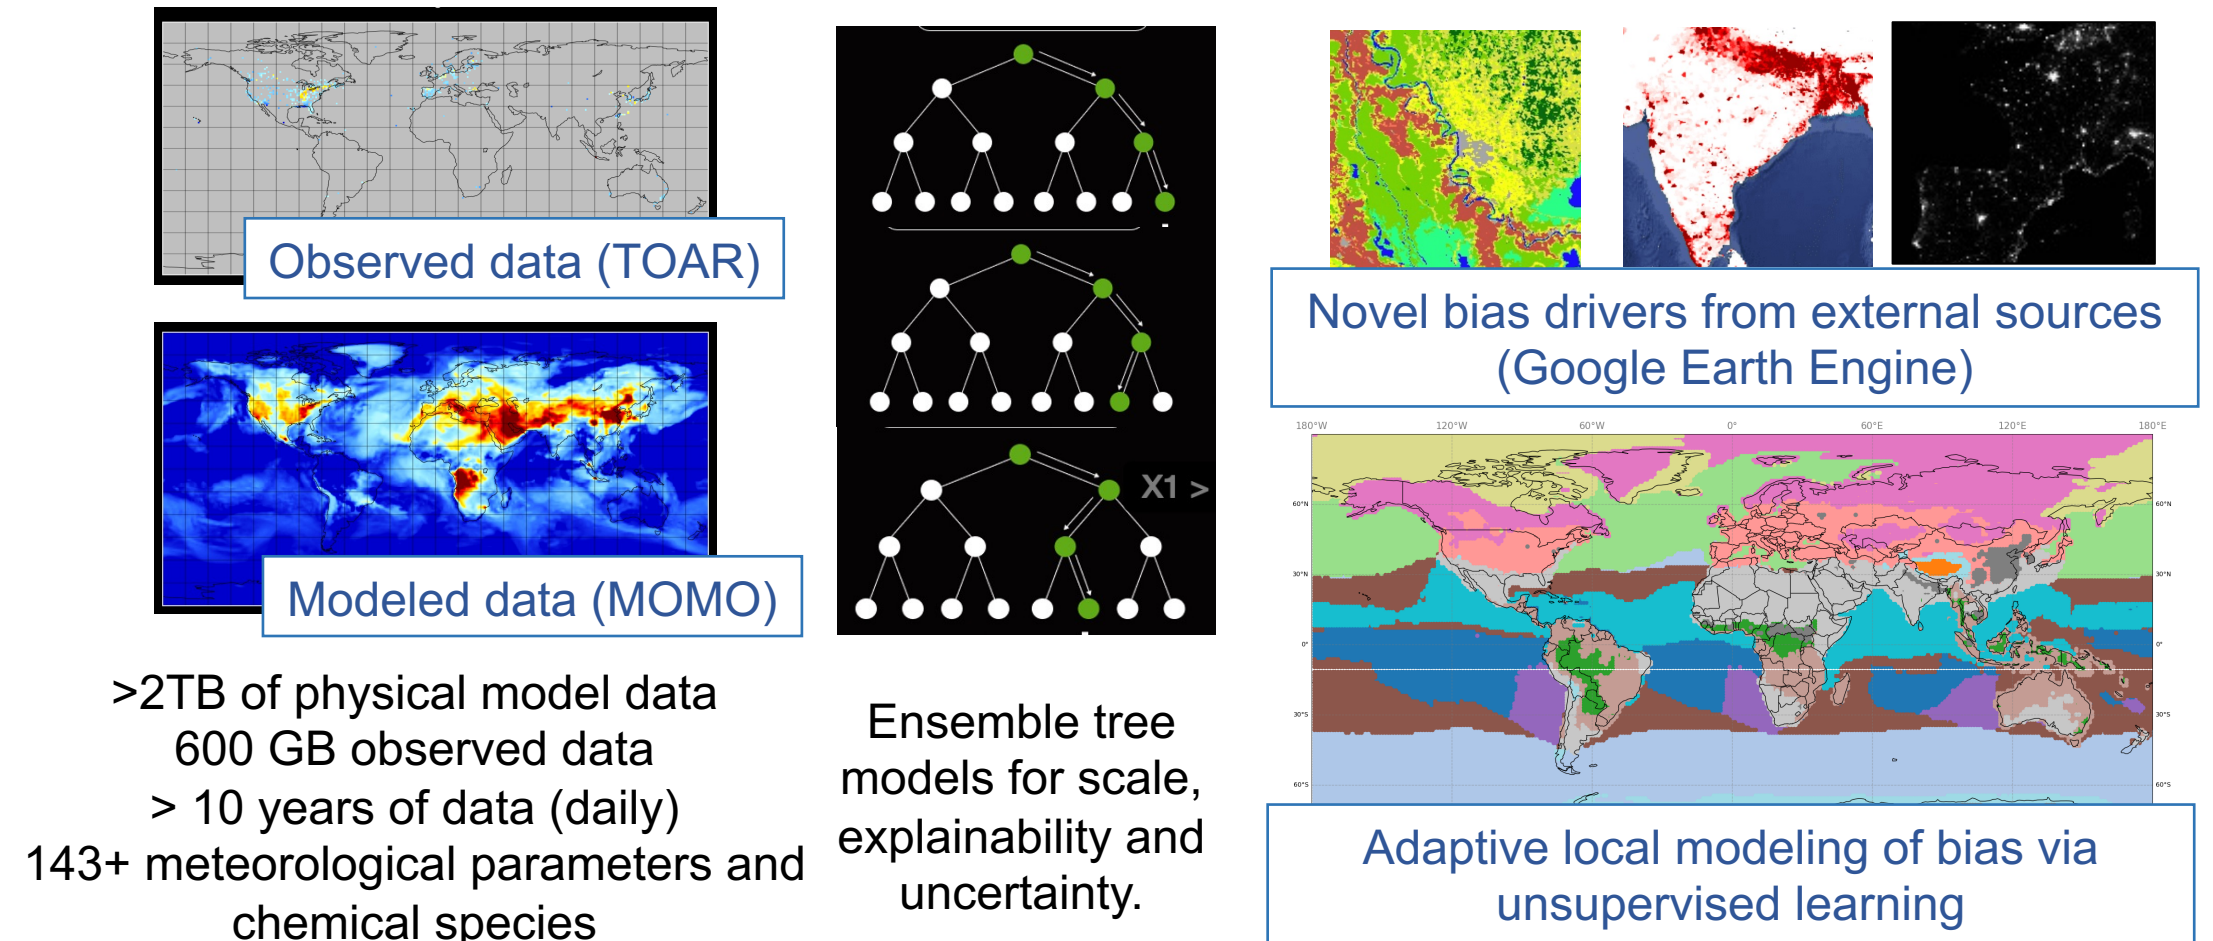 Observed data (TOAR)
Modeled data (MOMO)
>2TB of physical model data
600 GB observed data
> 10 years of data (daily)
143+ meteorological parameters and
chemical species
X1 >
Ensemble tree
models for scale,
explainability and
uncertainty.
Novel bias drivers from external sources
(Google Earth Engine)
180°W 120°W 60°W 0° 60°E 120°E 180°E
60°N 60°N
30°N 30°N
0° 0°
30°S 30°S
60°S 60°S
Adaptive local modeling of bias via
unsupervised learning